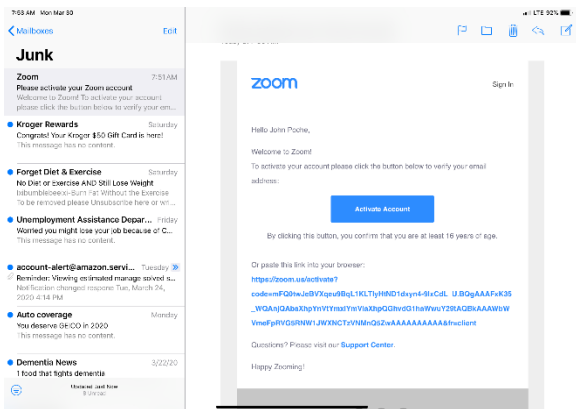 7:53 AM Mon Mar 30
LTE 92%
Mailboxes
Edit
Junk
Zoom 7:51 AM
Please activate your Zoom account
Welcome to Zoom! To activate your account
please click the button below to verify your em...
Kroger Rewards Saturday
Congrats! Your Kroger $50 Gift Card is here!
This message has no content.
Forget Diet & Exercise Saturday
No Diet or Exercise AND Still Lose Weight
Burn Fat Without the Exercise
To be removed please Unsubscribe here or wri...
Unemployment Assistance Depar... Friday
Worried you might lose your job because of C...
This message has no content.
account-alert@amazon.servi... Tuesday
Reminder: Viewing estimated manage solved s...
Notification changed response Tue, March 24,
2020 4:14 PM
Auto coverage Monday
You deserve GEICO in 2020
This message has no content.
Dementia News 3/22/20
1 food that fights dementia
Updated Just Now
8 Unread
zoom
Sign In
Hello John Poche,
Welcome to Zoom!
To activate your account please click the button below to verify your email
address:
Activate Account
By clicking this button, you confirm that you are at least 16 years of age.
Or paste this link into your browser:
https://zoom.us/activate?
Questions? Please visit our Support Center.
Happy Zooming!